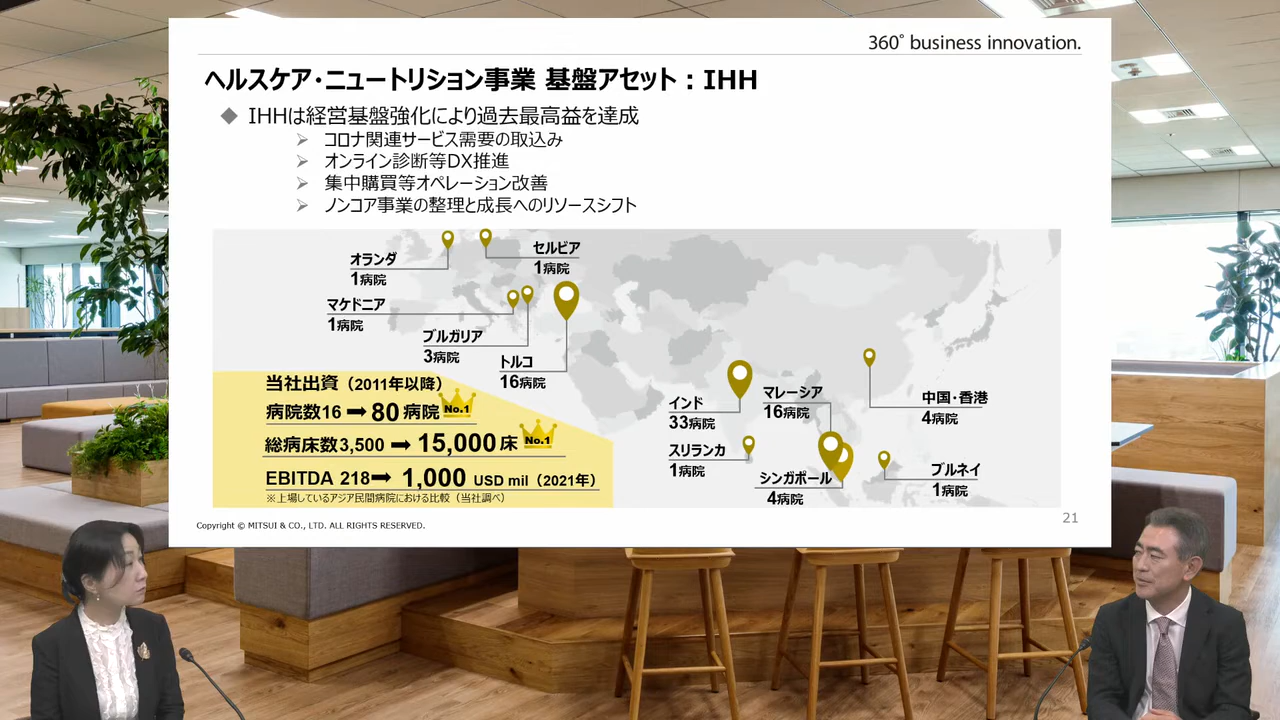 360° business innovation.
ヘルスケア・ニュートリション事業 基盤アセット：IHH
◆ IHHは経営基盤強化により過去最高益を達成
➢ コロナ関連サービス需要の取込み
➢ オンライン診断等DX推進
➢ 集中購買等オペレーション改善
➢ ノンコア事業の整理と成長へのリソースシフト
オランダ
1病院
セルビア
1病院
マケドニア
1病院
ブルガリア
3病院
トルコ
16病院
インド
33病院
マレーシア
16病院
中国・香港
4病院
スリランカ
1病院
シンガポール
4病院
ブルネイ
1病院
当社出資（2011年以降）
病院数16 ➡ 80 病院 No.1
総病床数3,500 ➡ 15,000 床 No.1
EBITDA 218➡ 1,000 USD mil（2021年）
※上場しているアジア民間病院における比較（当社調べ）
Copyright © MITSUI & CO., LTD. ALL RIGHTS RESERVED.
21